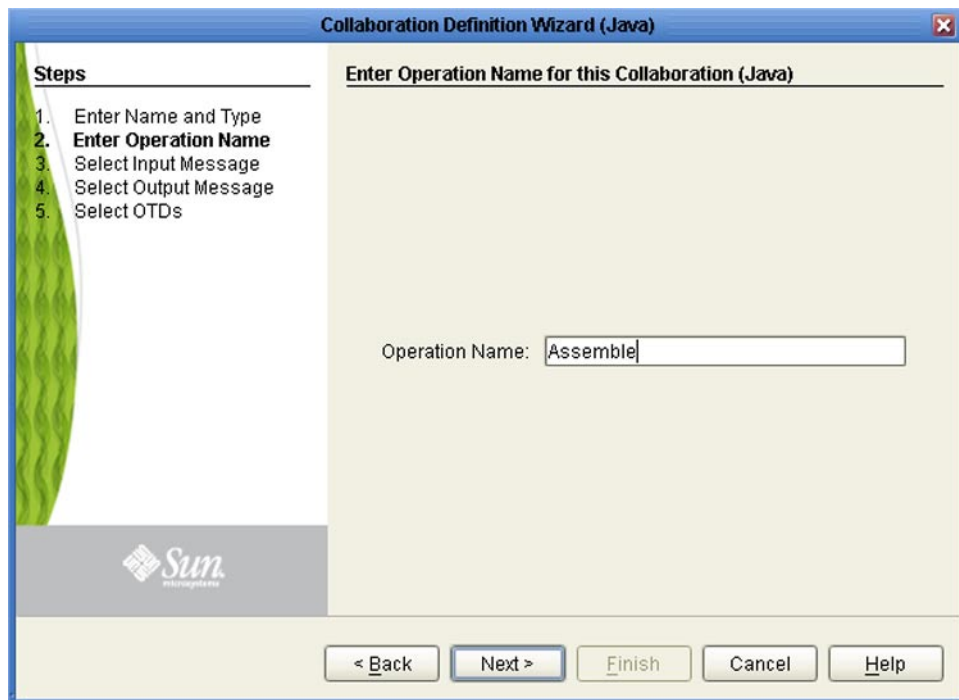 Collaboration Definition Wizard (Java)
Steps
1. Enter Name and Type
2. Enter Operation Name
3. Select Input Message
4. Select Output Message
5. Select OTDs
Enter Operation Name for this Collaboration (Java)
Operation Name: Assemble
Sun
microsystems
< Back Next > Finish Cancel Help